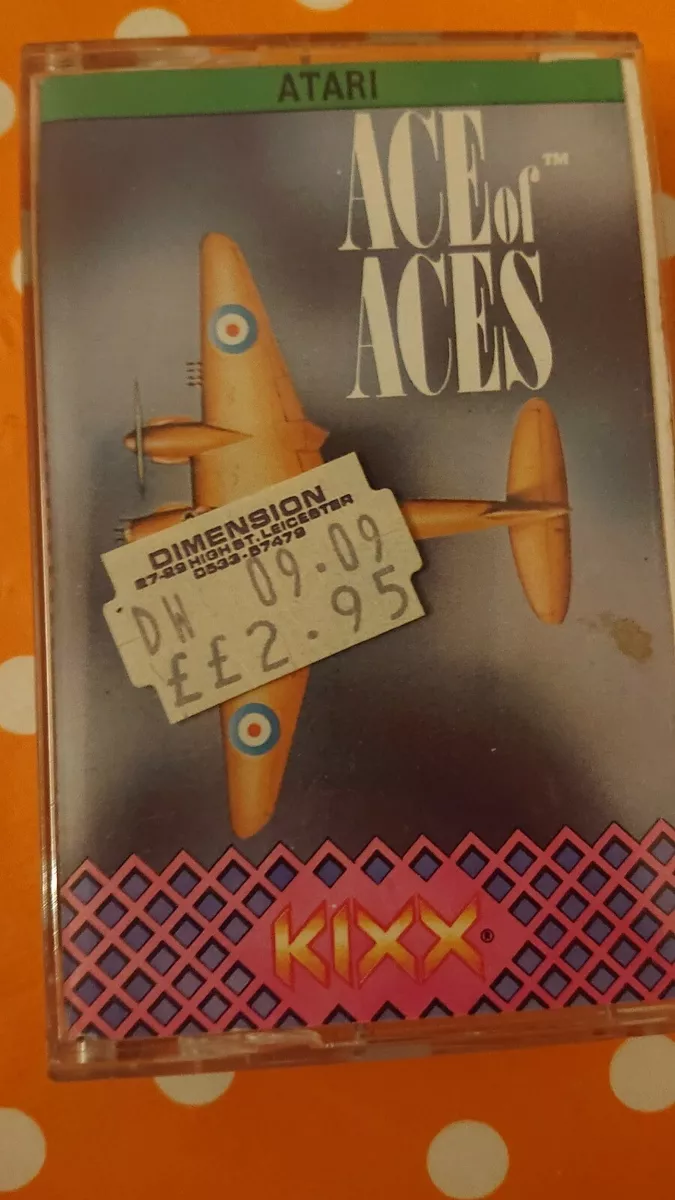 ATARI
ACE of ™
ACES
DIMENSION
27-29 HIGH ST. LEICESTER
0533-57479
DW 09.09
££2.95
KIXX®